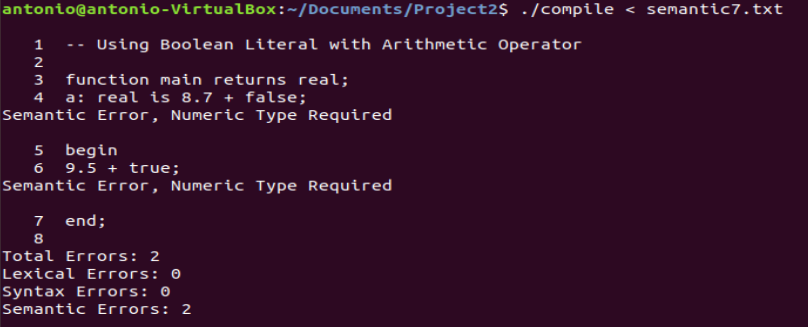 antonio@antonio-VirtualBox:~/Documents/Project2$ ./compile < semantic7.txt
1 -- Using Boolean Literal with Arithmetic Operator
2
3 function main returns real;
4 a: real is 8.7 + false;
Semantic Error, Numeric Type Required
5 begin
6 9.5 + true;
Semantic Error, Numeric Type Required
7 end;
8
Total Errors: 2
Lexical Errors: 0
Syntax Errors: 0
Semantic Errors: 2